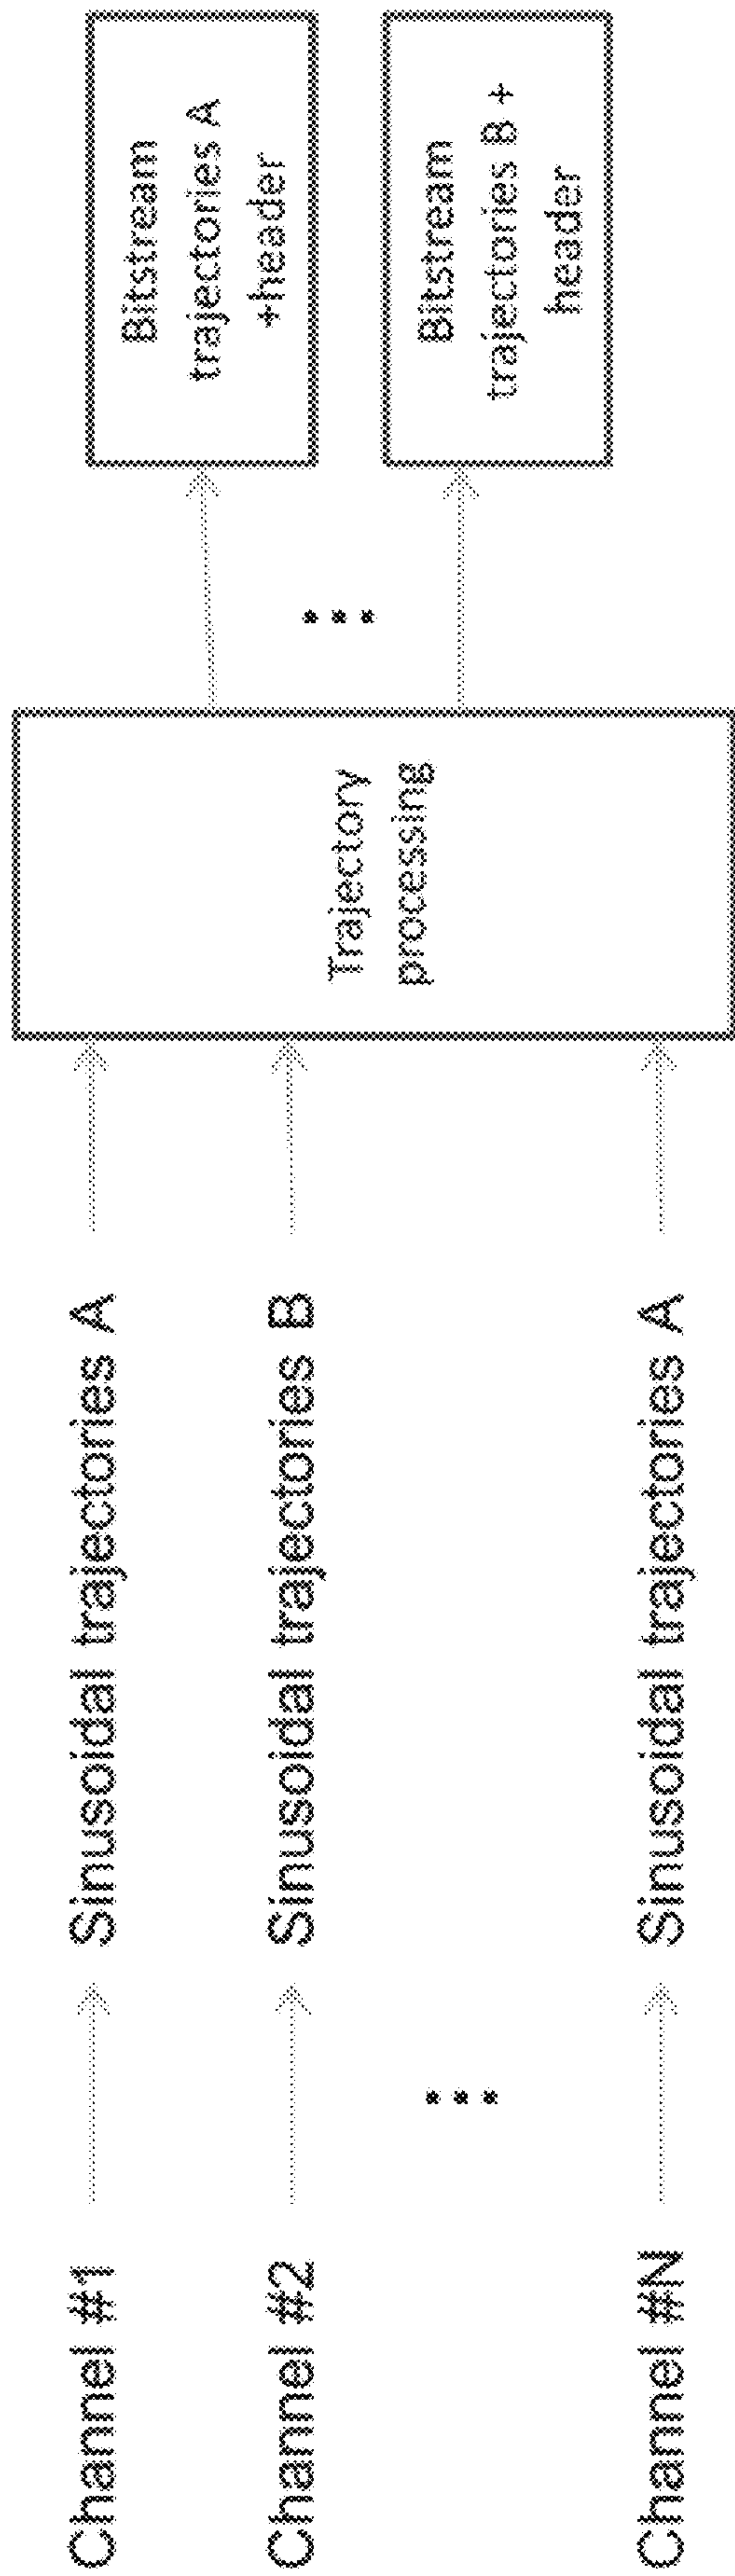 Channel #1
Sinusoidal trajectories A
Channel #2
Sinusoidal trajectories B
...
Channel #N
Sinusoidal trajectories A
Trajectory
processing
...
Bitstream
trajectories A
+header
Bitstream
trajectories B +
header